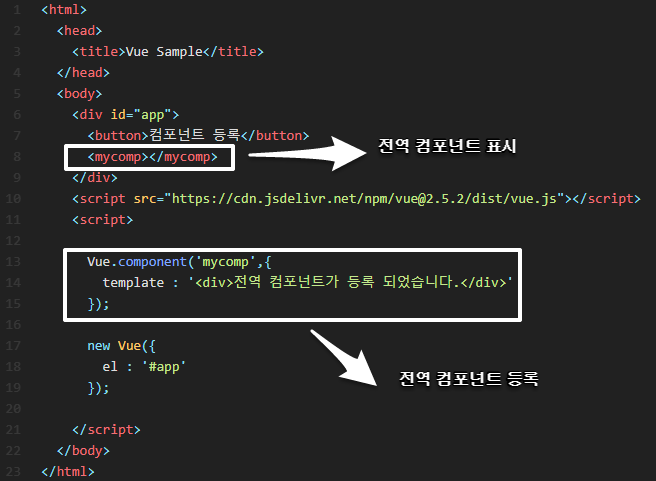 1 <html>
2 <head>
3 <title>Vue Sample</title>
4 </head>
5 <body>
6 <div id="app">
7 <button>컴포넌트 등록</button>
8 <mycomp></mycomp> 전역 컴포넌트 표시
9 </div>
10 <script src="https://cdn.jsdelivr.net/npm/vue@2.5.2/dist/vue.js"></script>
11 <script>
12
13 Vue.component('mycomp',{
14 template : '<div>전역 컴포넌트가 등록 되었습니다.</div>'
15 });
16
17 new Vue({
18 el : '#app'
전역 컴포넌트 등록
19 });
20
21 </script>
22 </body>
23 </html>